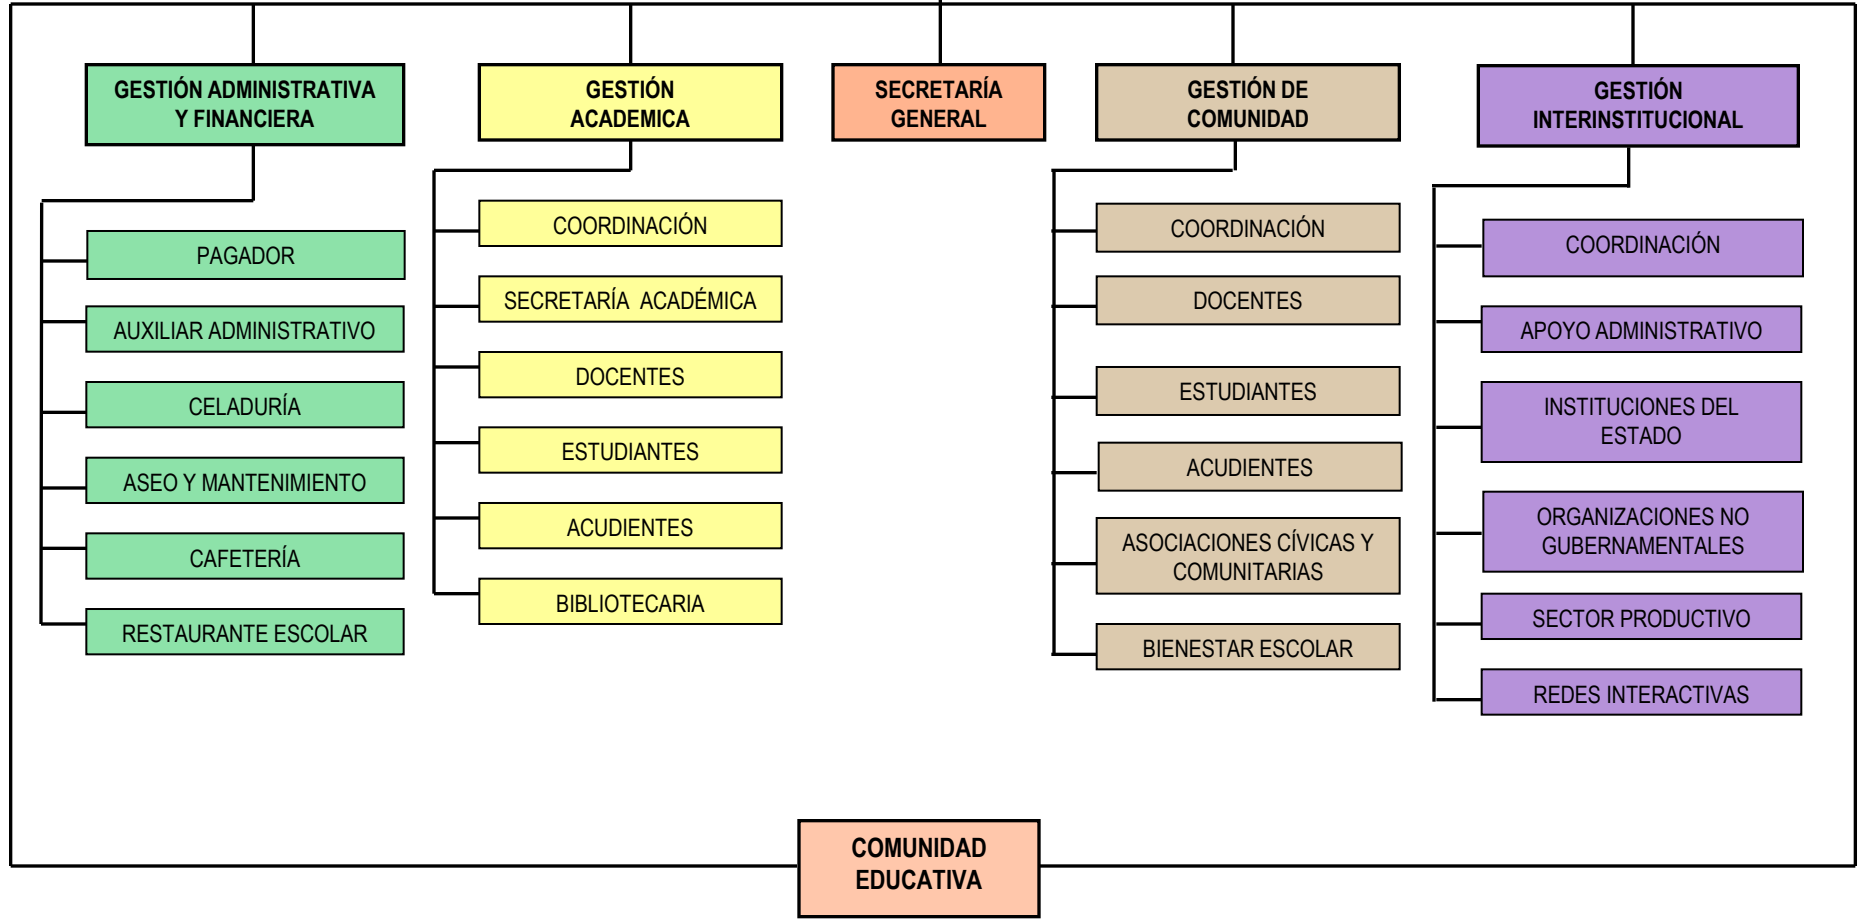 GESTIÓN ADMINISTRATIVA
Y FINANCIERA
PAGADOR
AUXILIAR ADMINISTRATIVO
CELADURÍA
ASEO Y MANTENIMIENTO
CAFETERÍA
RESTAURANTE ESCOLAR
GESTIÓN
ACADEMICA
COORDINACIÓN
SECRETARÍA ACADÉMICA
DOCENTES
ESTUDIANTES
ACUDIENTES
BIBLIOTECARIA
SECRETARÍA
GENERAL
GESTIÓN DE
COMUNIDAD
COORDINACIÓN
DOCENTES
ESTUDIANTES
ACUDIENTES
ASOCIACIONES CÍVICAS Y
COMUNITARIAS
BIENESTAR ESCOLAR
GESTIÓN
INTERINSTITUCIONAL
COORDINACIÓN
APOYO ADMINISTRATIVO
INSTITUCIONES DEL
ESTADO
ORGANIZACIONES NO
GUBERNAMENTALES
SECTOR PRODUCTIVO
REDES INTERACTIVAS
COMUNIDAD
EDUCATIVA